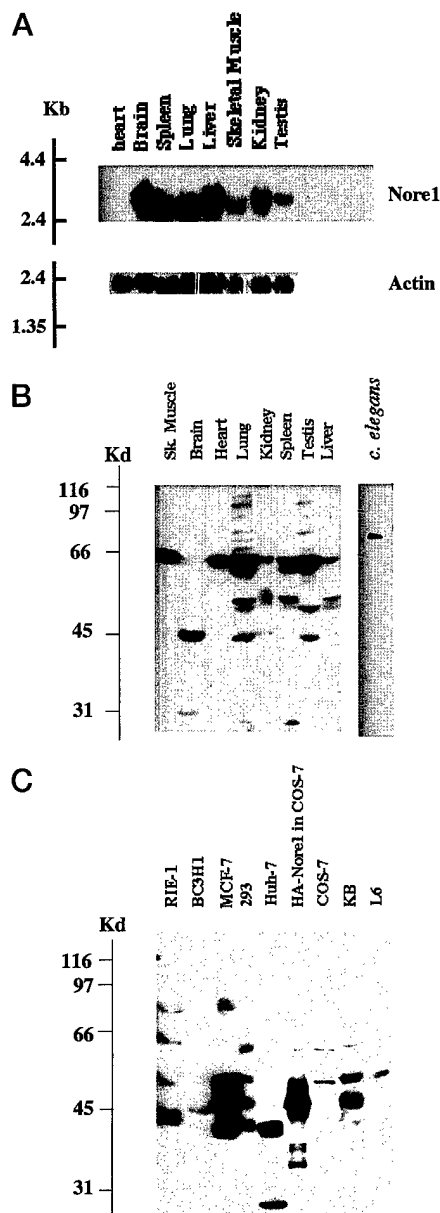 A
Kb
heart
Brain
Spleen
Lung
Liver
Skeletal Muscle
Kidney
Testis
4.4
2.4
Nore1
2.4
1.35
Actin
B
Kd
Sk. Muscle
Brain
Heart
Lung
Kidney
Spleen
Testis
Liver
c. elegans
116
97
66
45
31
C
Kd
RIE-1
BC3H1
MCF-7
293
Huh-7
HA-Nore1 in COS-7
COS-7
KB
L6
116
97
66
45
31